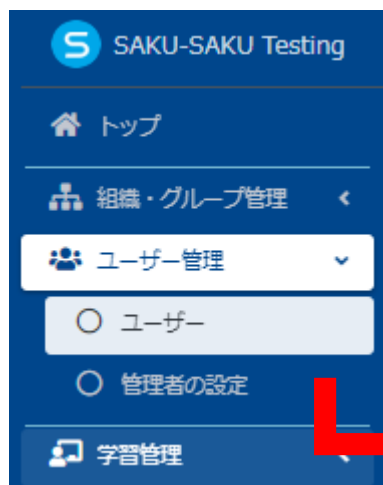 S SAKU-SAKU Testing
トップ
組織・グループ管理
ユーザー管理
ユーザー
管理者の設定
学習管理